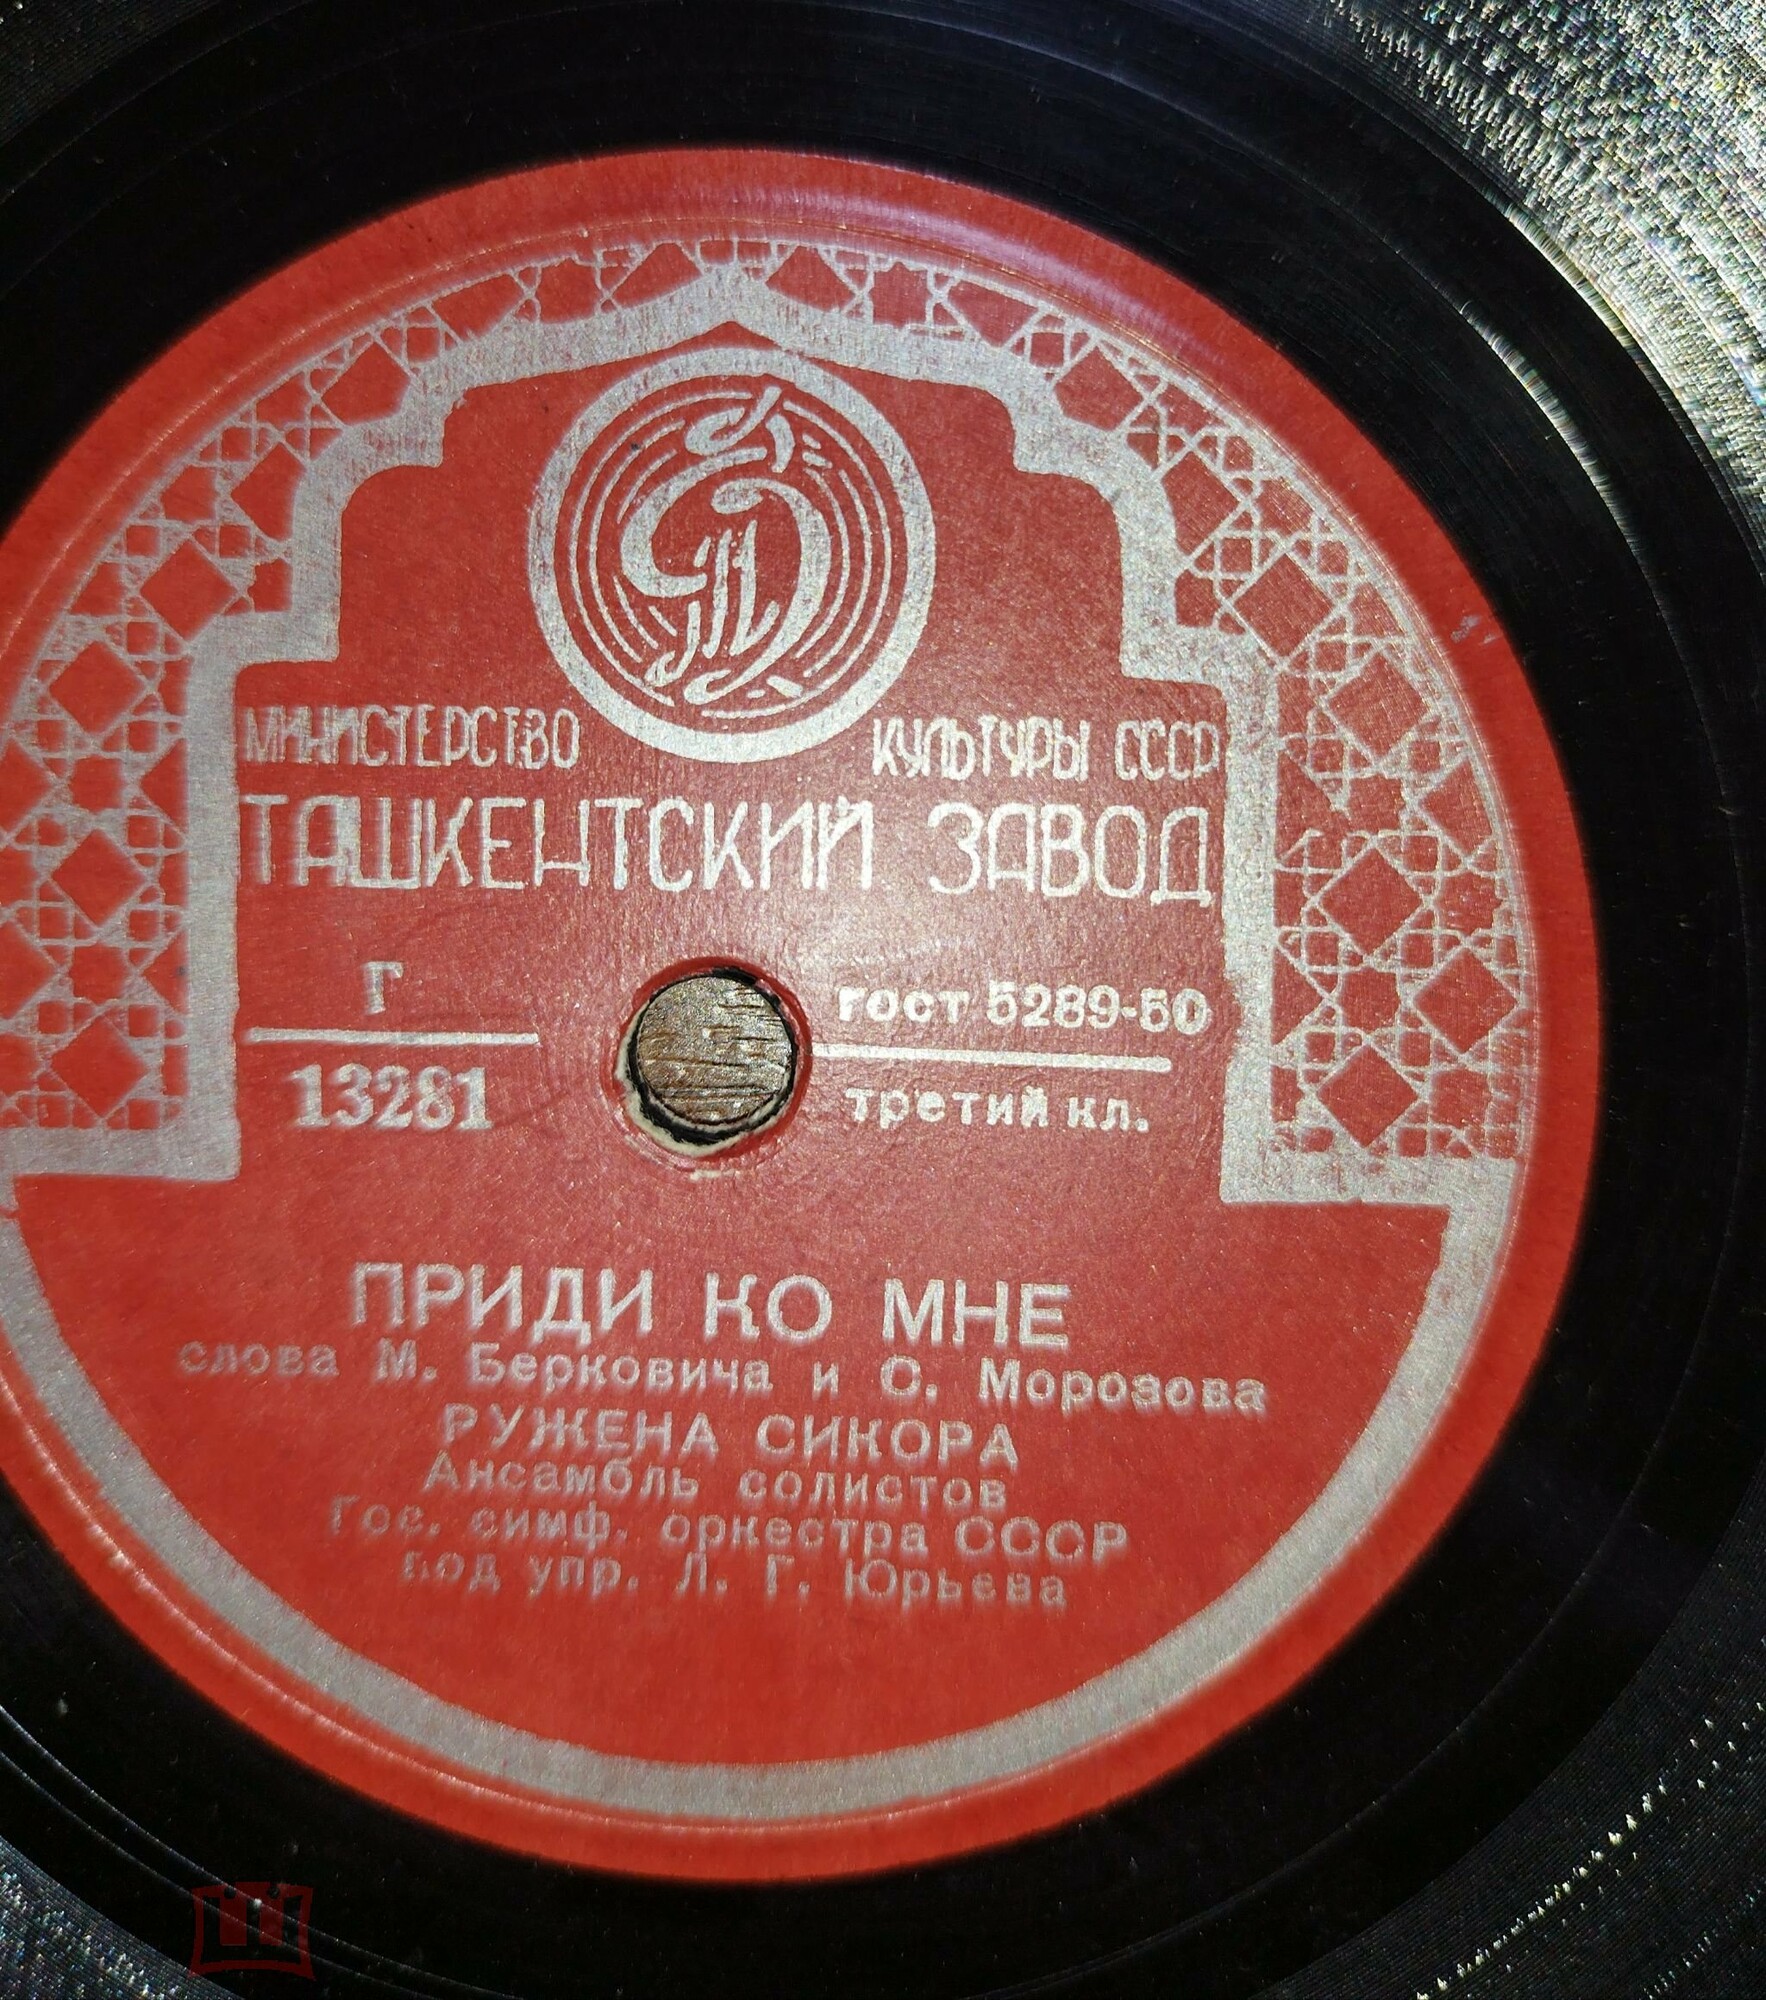 МИНИСТЕРСТВО КУЛЬТУРЫ СССР
ТАШКЕНТСКИЙ ЗАВОД
Г
13281
ГОСТ 5289-50
третий кл.
ПРИДИ КО МНЕ
слова М. Берковича и С. Морозова
РУЖЕНА СИКОРА
Ансамбль солистов
Гос. симф. оркестра СССР
под упр. Л. Г. Юрьева